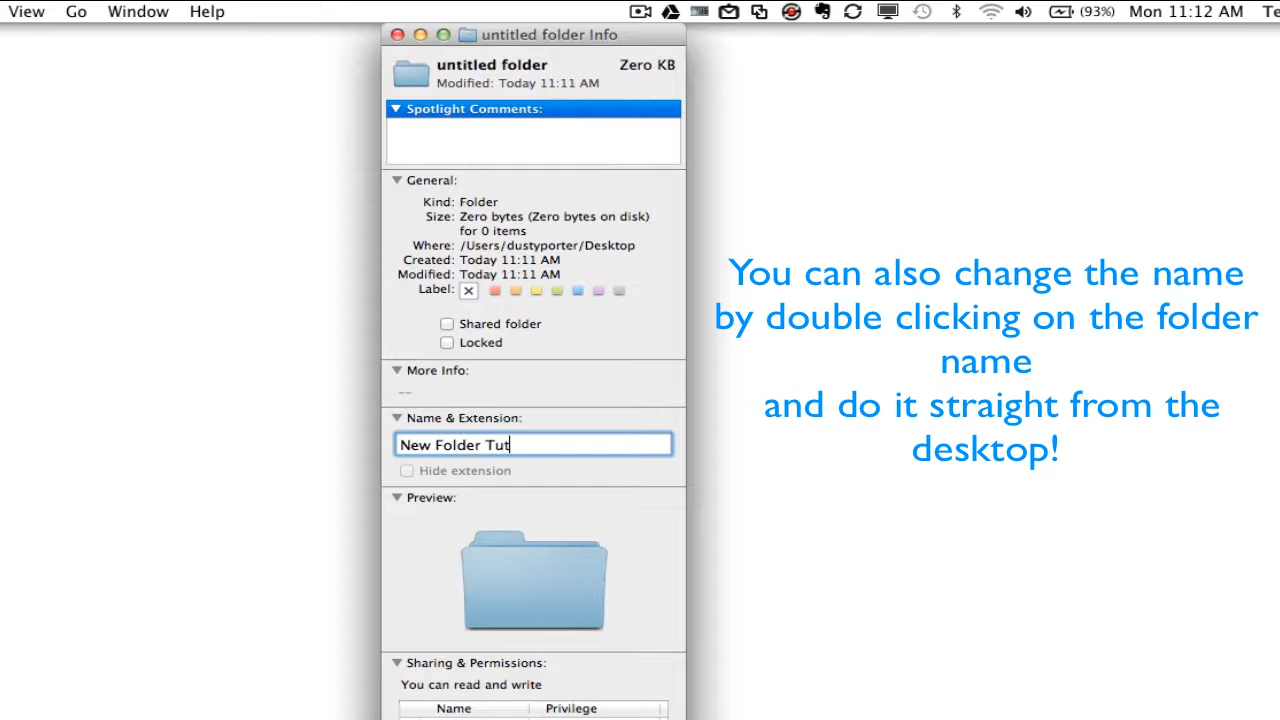 View Go Window Help (93%) Mon 11:12 AM Te
untitled folder Info
untitled folder Zero KB
Modified: Today 11:11 AM
Spotlight Comments:
General:
Kind: Folder
Size: Zero bytes (Zero bytes on disk)
for 0 items
Where: /Users/dustyporter/Desktop
Created: Today 11:11 AM
Modified: Today 11:11 AM
Label:
Shared folder
Locked
More Info:
--
Name & Extension:
New Folder Tut
Hide extension
Preview:
Sharing & Permissions:
You can read and write
Name Privilege
You can also change the name
by double clicking on the folder
name
and do it straight from the
desktop!